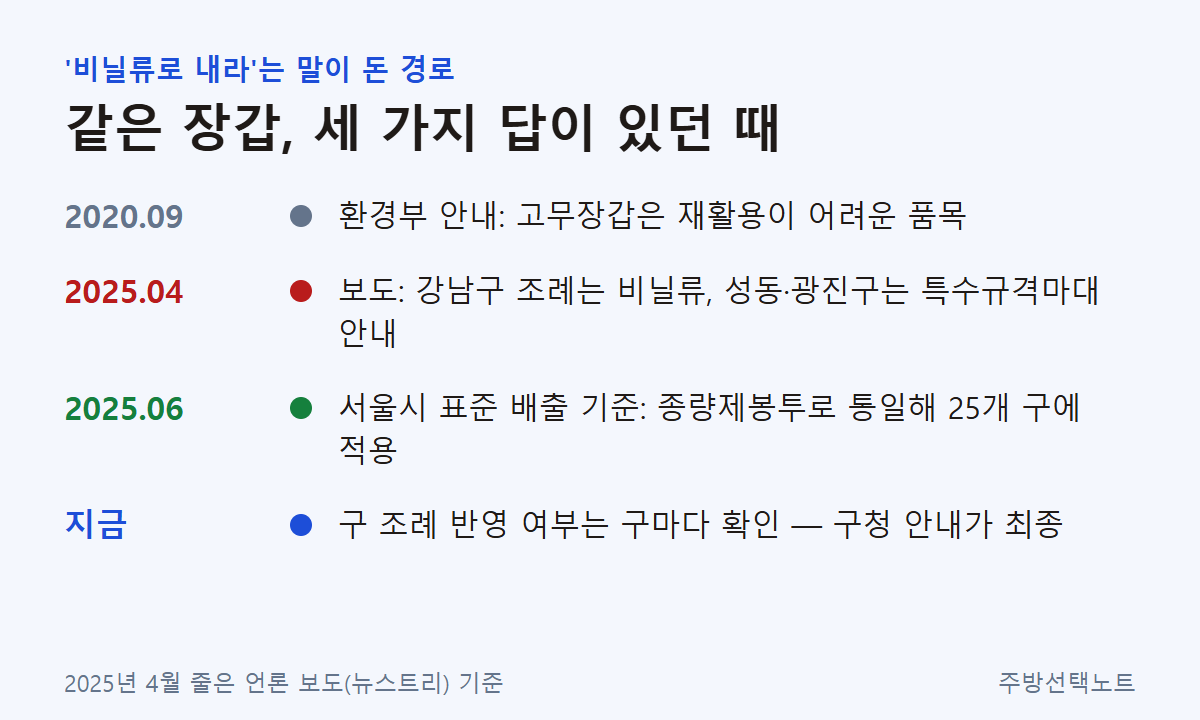 '비닐류로 내라'는 말이 돈 경로
같은 장갑, 세 가지 답이 있던 때
2020.09 환경부 안내: 고무장갑은 재활용이 어려운 품목
2025.04 보도: 강남구 조례는 비닐류, 성동·광진구는 특수규격마대
안내
2025.06 서울시 표준 배출 기준: 종량제봉투로 통일해 25개 구에
적용
지금 구 조례 반영 여부는 구마다 확인 — 구청 안내가 최종
2025년 4월 줄은 언론 보도(뉴스트리) 기준 주방선택노트